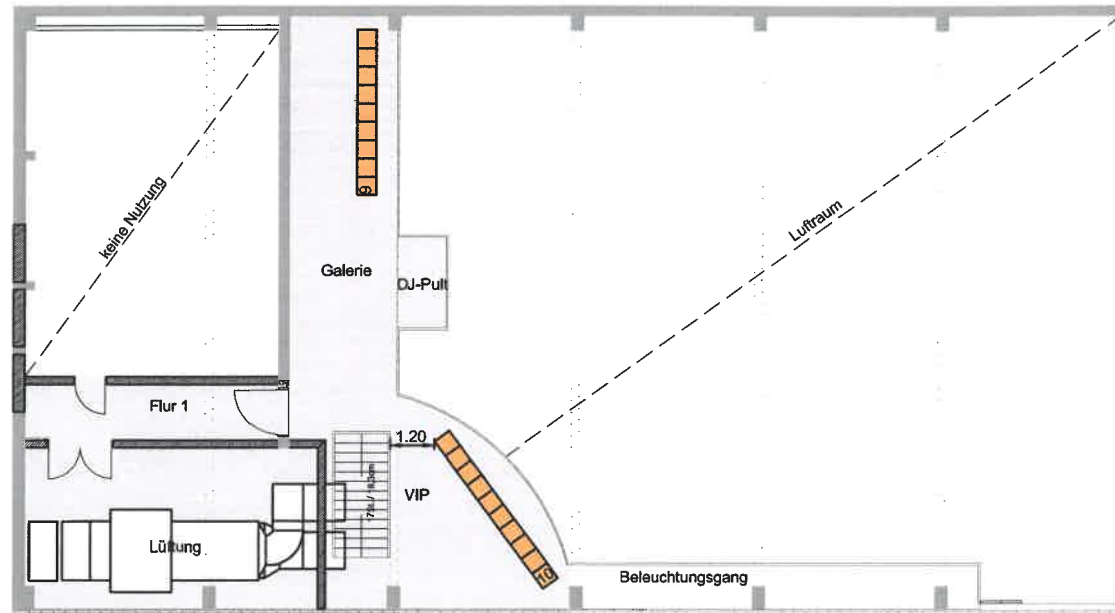 9
keine Nutzung
Luftraum
Galerie
DJ-Pult
Flur 1
1.20
VIP
Lüftung
10
Beleuchtungsgang